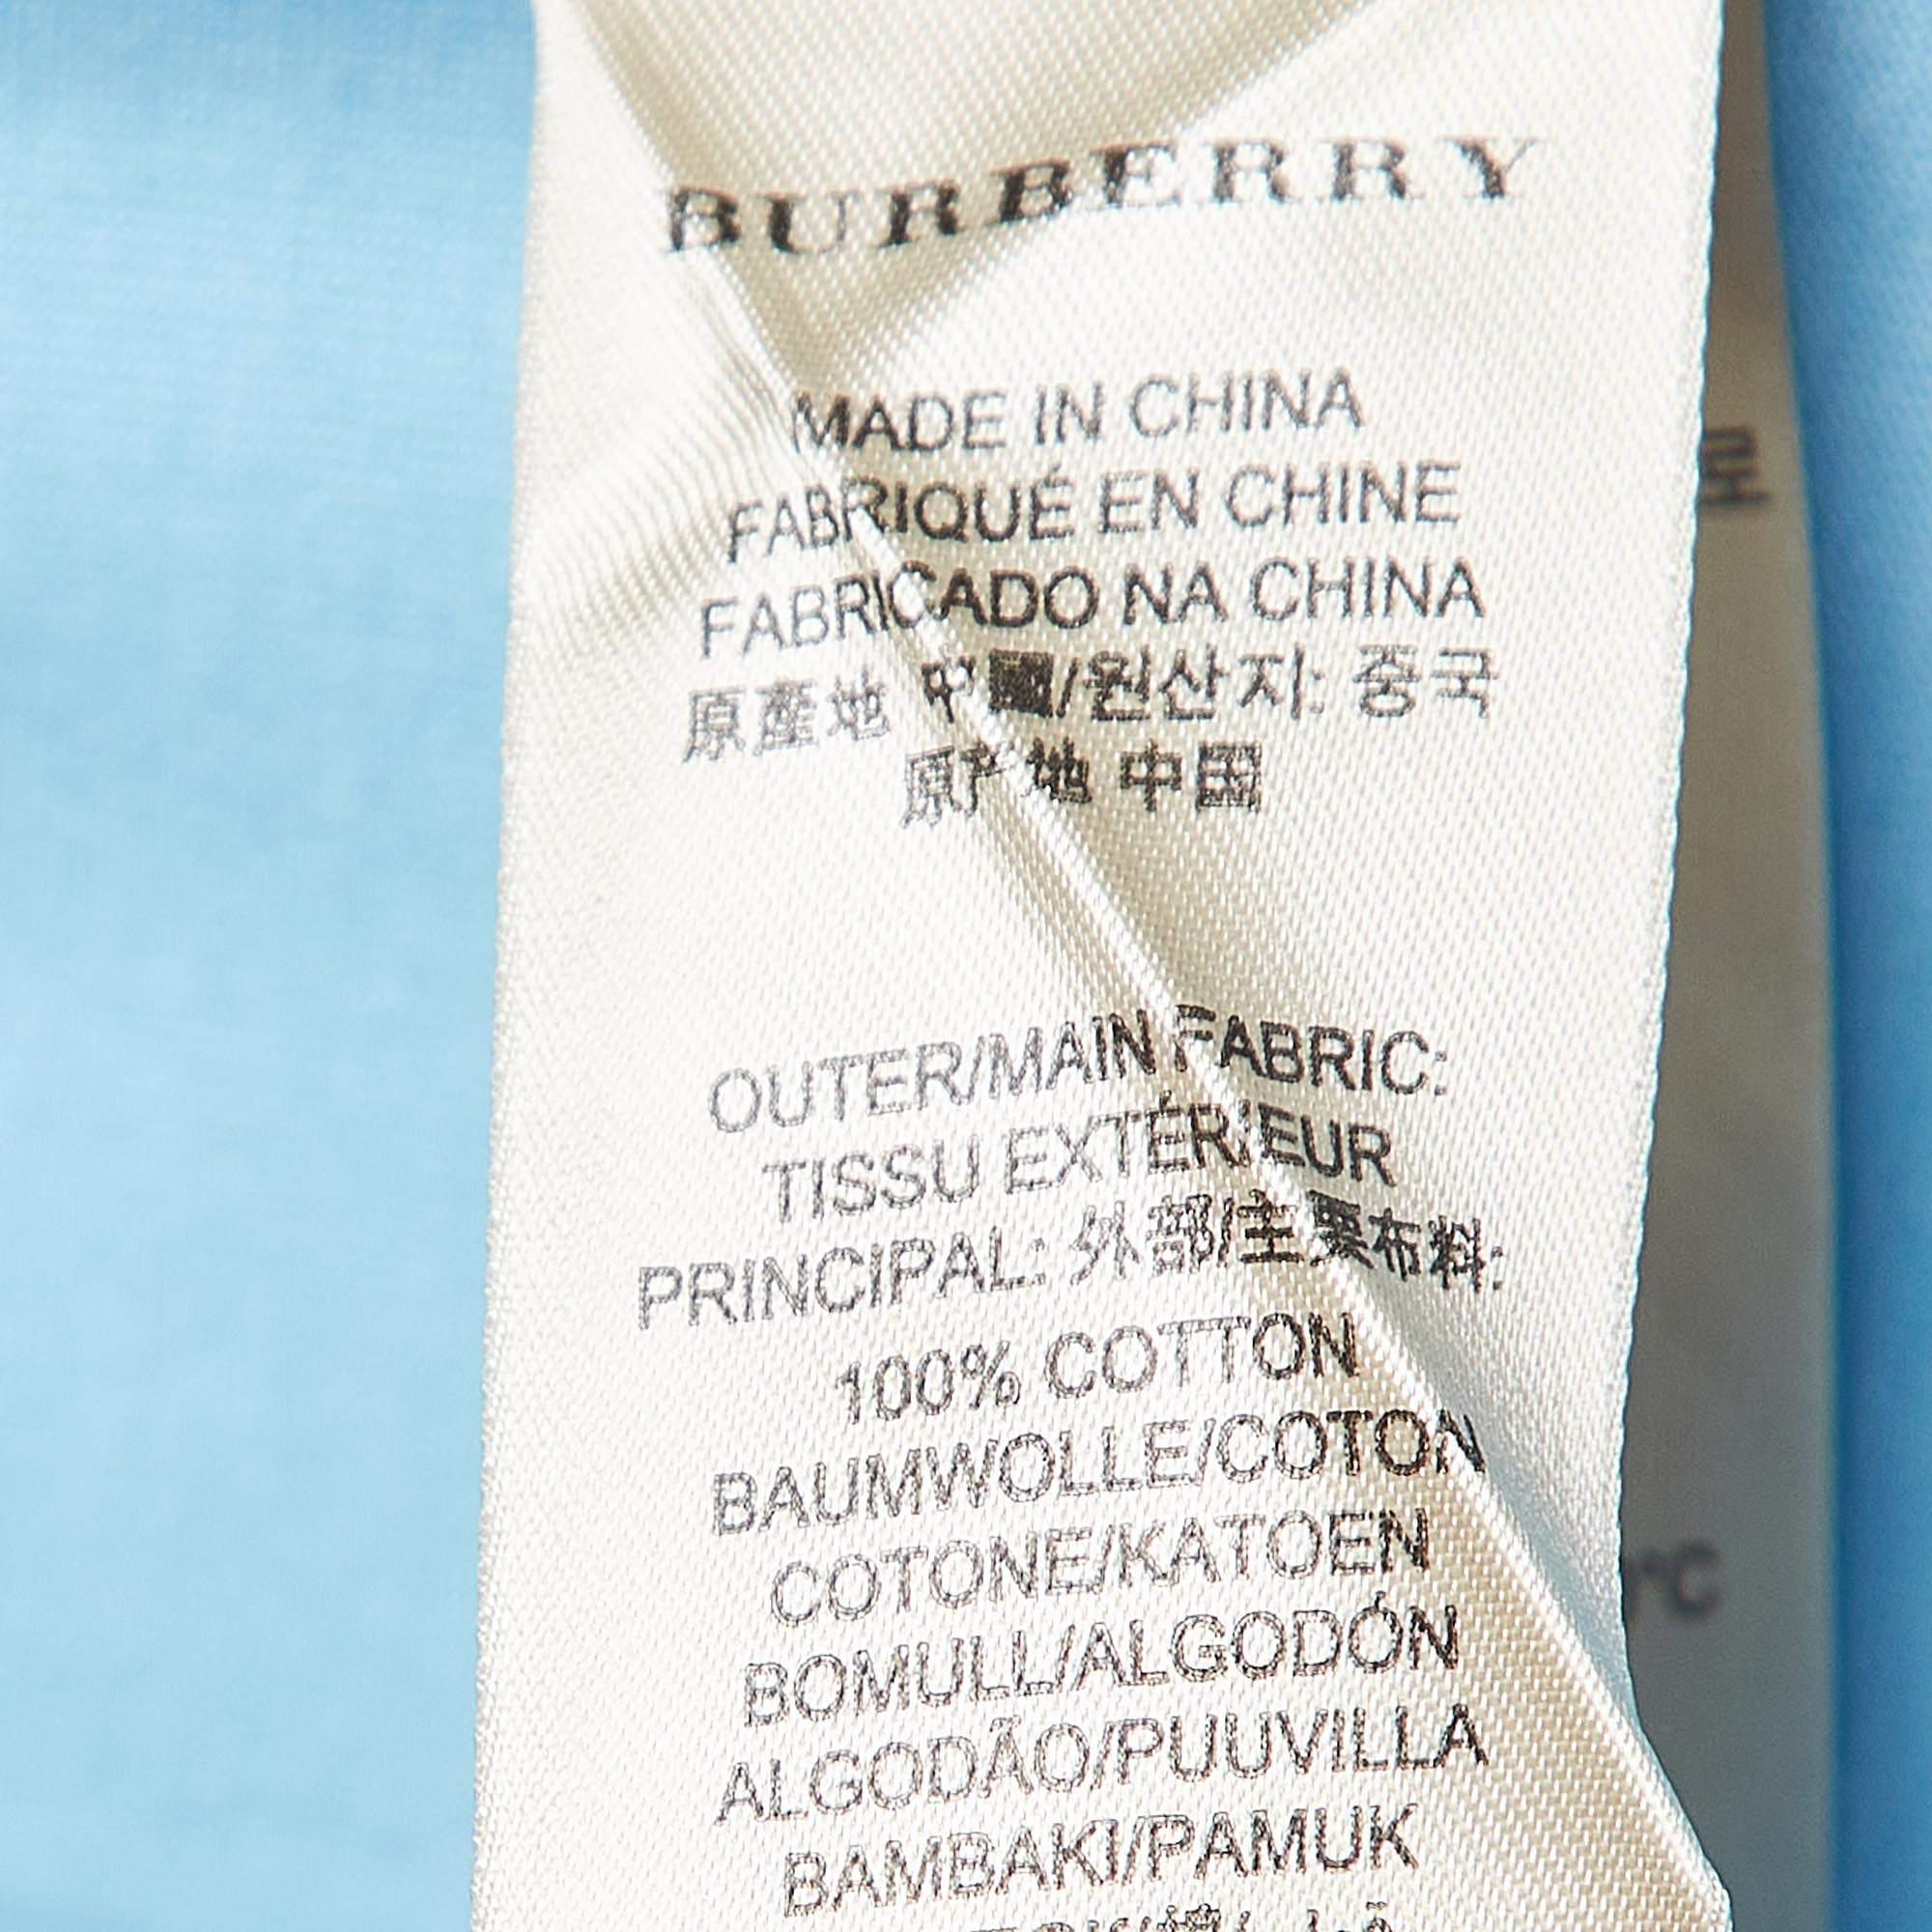 BURBERRY
MADE IN CHINA
FABRIQUÉ EN CHINE
FABRICADO NA CHINA
原產地 中國/원산지: 중국
原产地 中国
OUTER/MAIN FABRIC:
TISSU EXTÉRIEUR
PRINCIPAL: 外部/主要布料:
100% COTTON
BAUMWOLLE/COTON
COTONE/KATOEN
BOMULL/ALGODÓN
ALGODÃO/PUUVILLA
BAMBAKI/PAMUK
°C